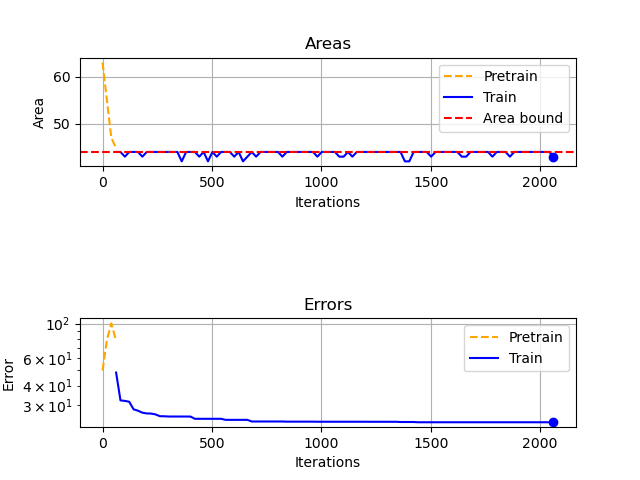 Areas
Area
60
50
Pretrain
Train
Area bound
0 500 1000 1500 2000
Iterations
Errors
Error
10²
6 × 10¹
4 × 10¹
3 × 10¹
Pretrain
Train
0 500 1000 1500 2000
Iterations